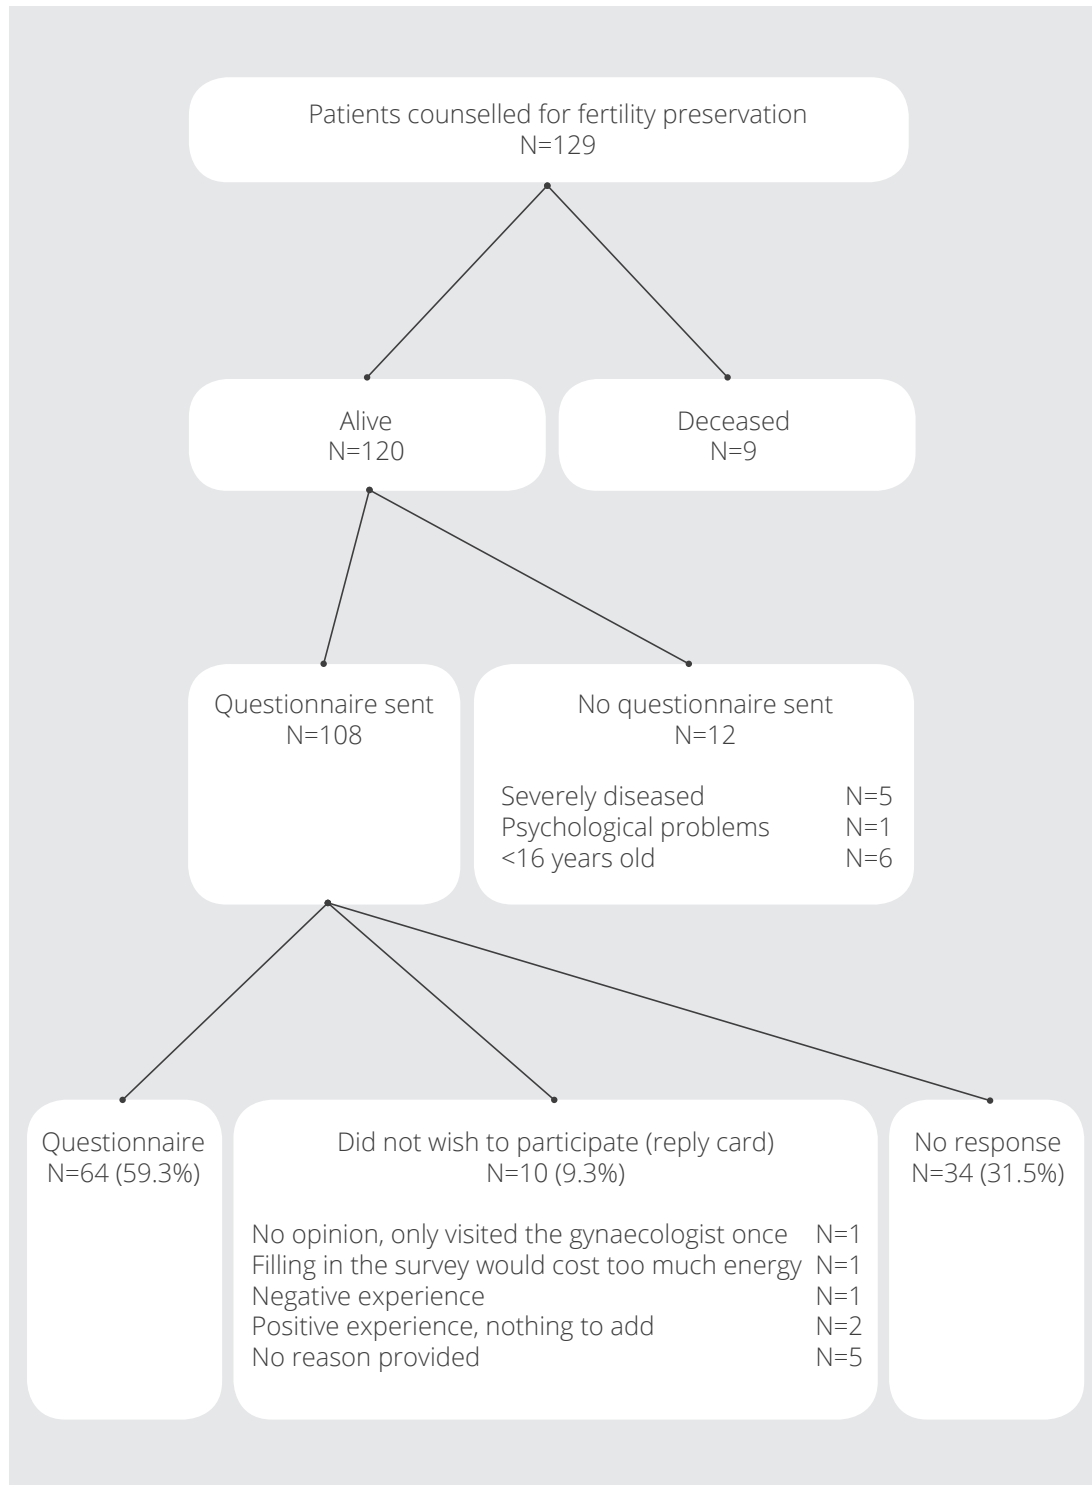 Patients counselled for fertility preservation
N=129
Alive
N=120
Deceased
N=9
Questionnaire sent
N=108
No questionnaire sent
N=12
Severely diseased N=5
Psychological problems N=1
<16 years old N=6
Questionnaire
N=64 (59.3%)
Did not wish to participate (reply card)
N=10 (9.3%)
No opinion, only visited the gynaecologist once N=1
Filling in the survey would cost too much energy N=1
Negative experience N=1
Positive experience, nothing to add N=2
No reason provided N=5
No response
N=34 (31.5%)